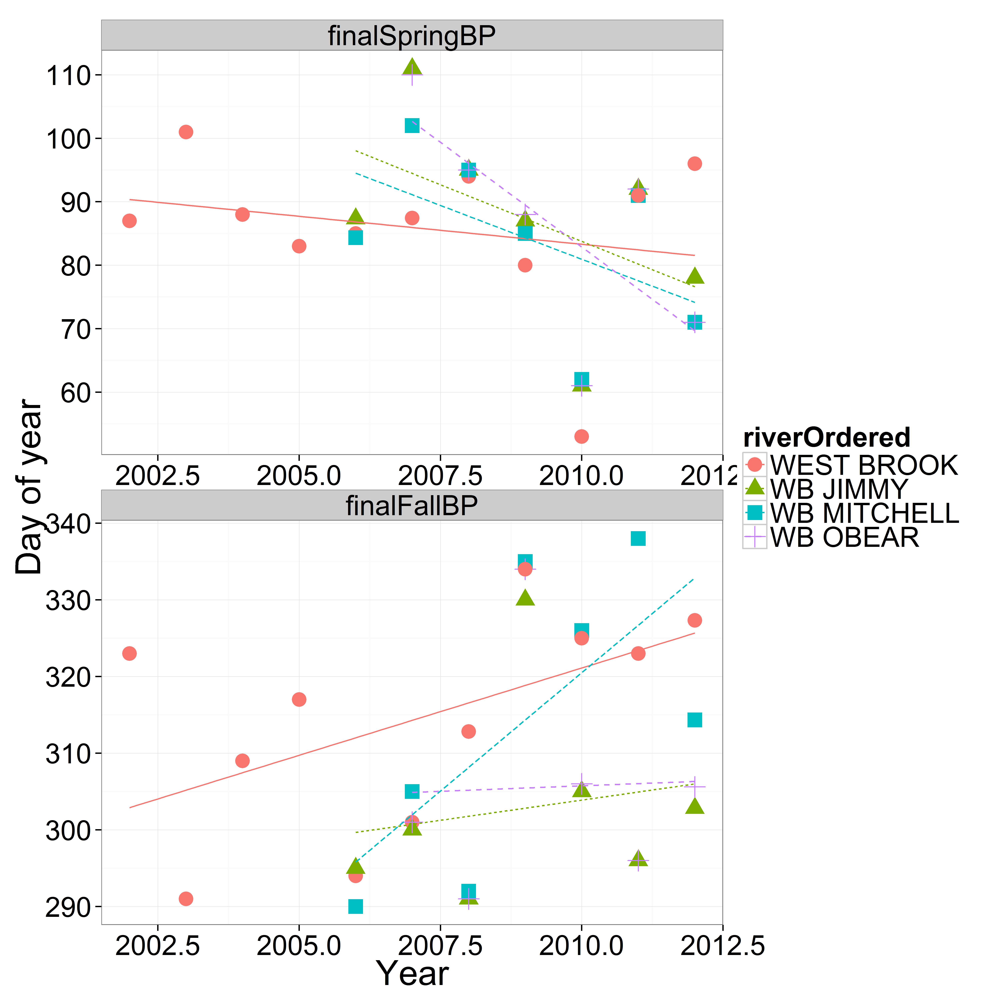 finalSpringBP
110
100
90
80
70
60
2002.5 2005.0 2007.5 2010.0 2012.
Day of year
finalFallBP
340
330
320
310
300
290
2002.5 2005.0 2007.5 2010.0 2012.5
Year
riverOrdered
WEST BROOK
WB JIMMY
WB MITCHELL
WB OBEAR